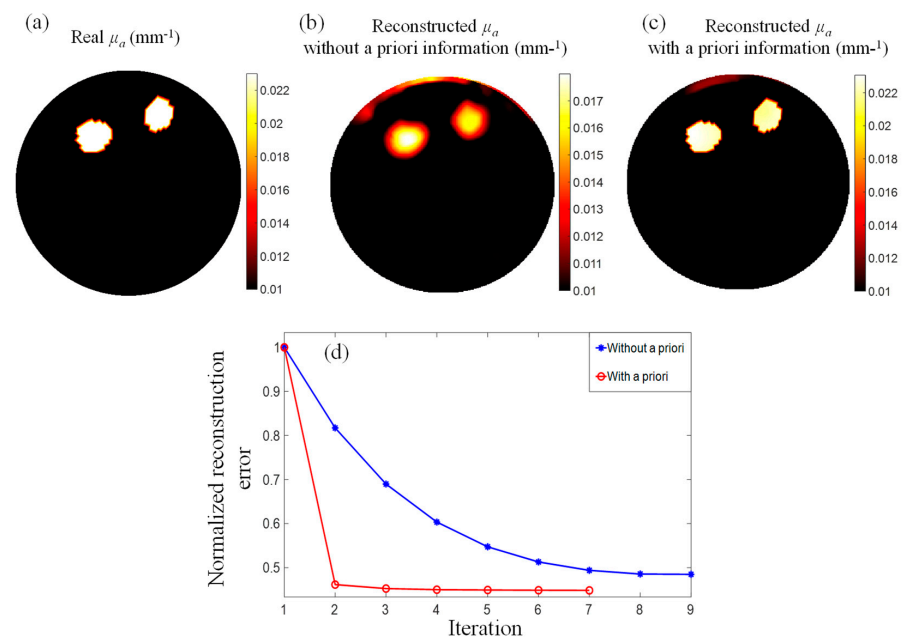 (a)
Real μa (mm-1)
0.022
0.02
0.018
0.016
0.014
0.012
0.01
(b)
Reconstructed μa
without a priori information (mm-1)
0.017
0.016
0.015
0.014
0.013
0.012
0.011
0.01
(c)
Reconstructed μa
with a priori information (mm-1)
0.022
0.02
0.018
0.016
0.014
0.012
0.01
(d)
Normalized reconstruction
error
1
0.9
0.8
0.7
0.6
0.5
Without a priori
With a priori
1 2 3 4 5 6 7 8 9
Iteration